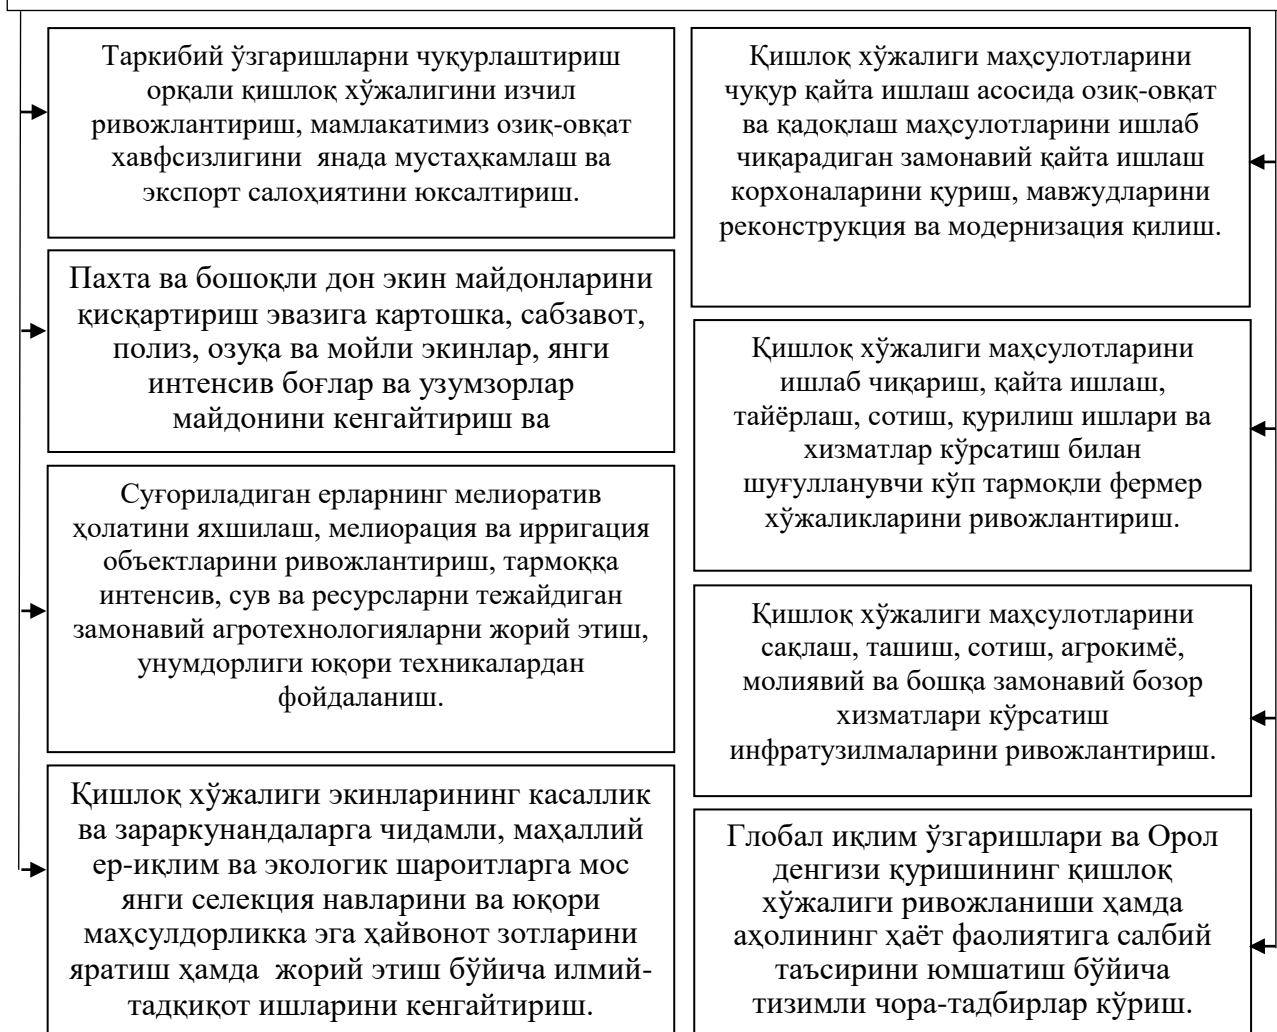 Таркибий ўзгаришларни чуқурлаштириш
орқали қишлоқ хўжалигини изчил
ривожлантириш, мамлакатимиз озиқ-овқат
хавфсизлигини янада мустаҳкамлаш ва
экспорт салоҳиятини юксалтириш.
Пахта ва бошоқли дон экин майдонларини
қисқартириш эвазига картошка, сабзавот,
полиз, озуқа ва мойли экинлар, янги
интенсив боғлар ва узумзорлар
майдонини кенгайтириш ва
Суғориладиган ерларнинг мелиоратив
ҳолатини яхшилаш, мелиорация ва ирригация
объектларини ривожлантириш, тармоққа
интенсив, сув ва ресурсларни тежайдиган
замонавий агротехнологияларни жорий этиш,
унумдорлиги юқори техникалардан
фойдаланиш.
Қишлоқ хўжалиги экинларининг касаллик
ва зараркунандаларга чидамли, маҳаллий
ер-иқлим ва экологик шароитларга мос
янги селекция навларини ва юқори
маҳсулдорликка эга ҳайвонот зотларини
яратиш ҳамда жорий этиш бўйича илмий-
тадқиқот ишларини кенгайтириш.
Қишлоқ хўжалиги маҳсулотларини
чуқур қайта ишлаш асосида озиқ-овқат
ва қадоқлаш маҳсулотларини ишлаб
чиқарадиган замонавий қайта ишлаш
корхоналарини қуриш, мавжудларини
реконструкция ва модернизация қилиш.
Қишлоқ хўжалиги маҳсулотларини
ишлаб чиқариш, қайта ишлаш,
тайёрлаш, сотиш, қурилиш ишлари ва
хизматлар кўрсатиш билан
шуғулланувчи кўп тармоқли фермер
хўжаликларини ривожлантириш.
Қишлоқ хўжалиги маҳсулотларини
сақлаш, ташиш, сотиш, агрокимё,
молиявий ва бошқа замонавий бозор
хизматлари кўрсатиш
инфратузилмаларини ривожлантириш.
Глобал иқлим ўзгаришлари ва Орол
денгизи қуришининг қишлоқ
хўжалиги ривожланиши ҳамда
аҳолининг ҳаёт фаолиятига салбий
таъсирини юмшатиш бўйича
тизимли чора-тадбирлар кўриш.